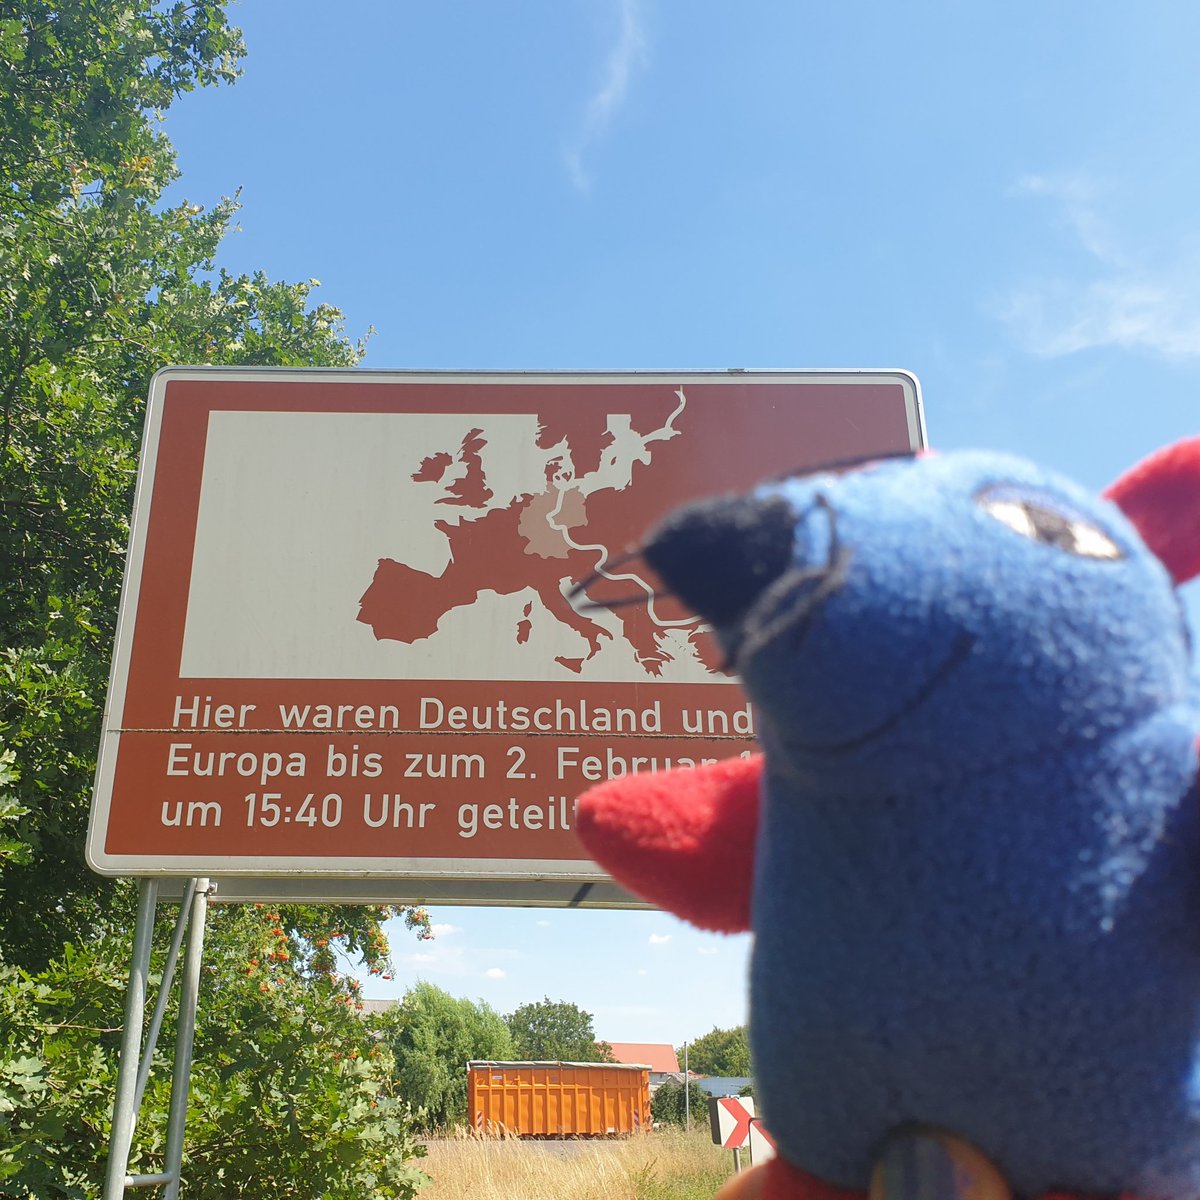 Hier waren Deutschland und
Europa bis zum 2. Februar
um 15:40 Uhr geteilt